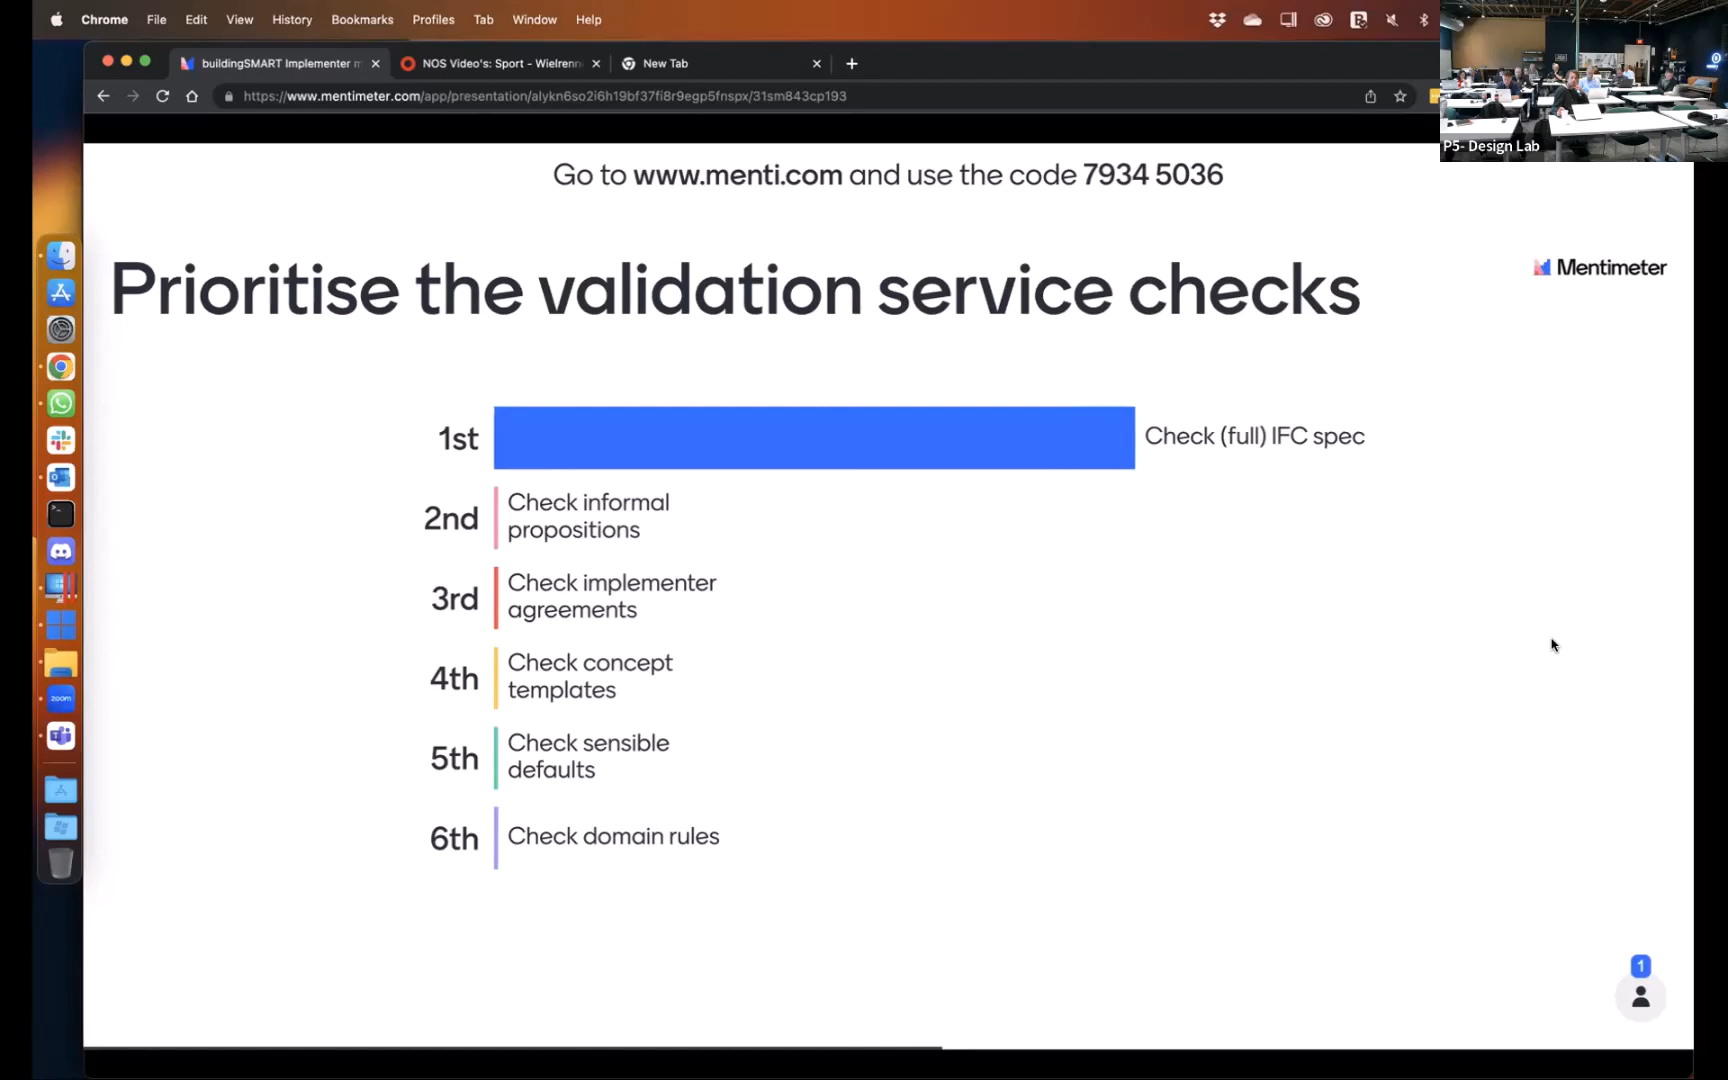 Chrome File Edit View History Bookmarks Profiles Tab Window Help
buildingSMART Implementer m
NOS Video's: Sport - Wielrenn
New Tab
https://www.mentimeter.com/app/presentation/alykn6so2i6h19bf37fi8r9egp5fnspx/31sm843cp193
P5- Design Lab
Go to www.menti.com and use the code 7934 5036
Prioritise the validation service checks
Mentimeter
1st
Check (full) IFC spec
2nd
Check informal
propositions
3rd
Check implementer
agreements
4th
Check concept
templates
5th
Check sensible
defaults
6th
Check domain rules
zoom
1